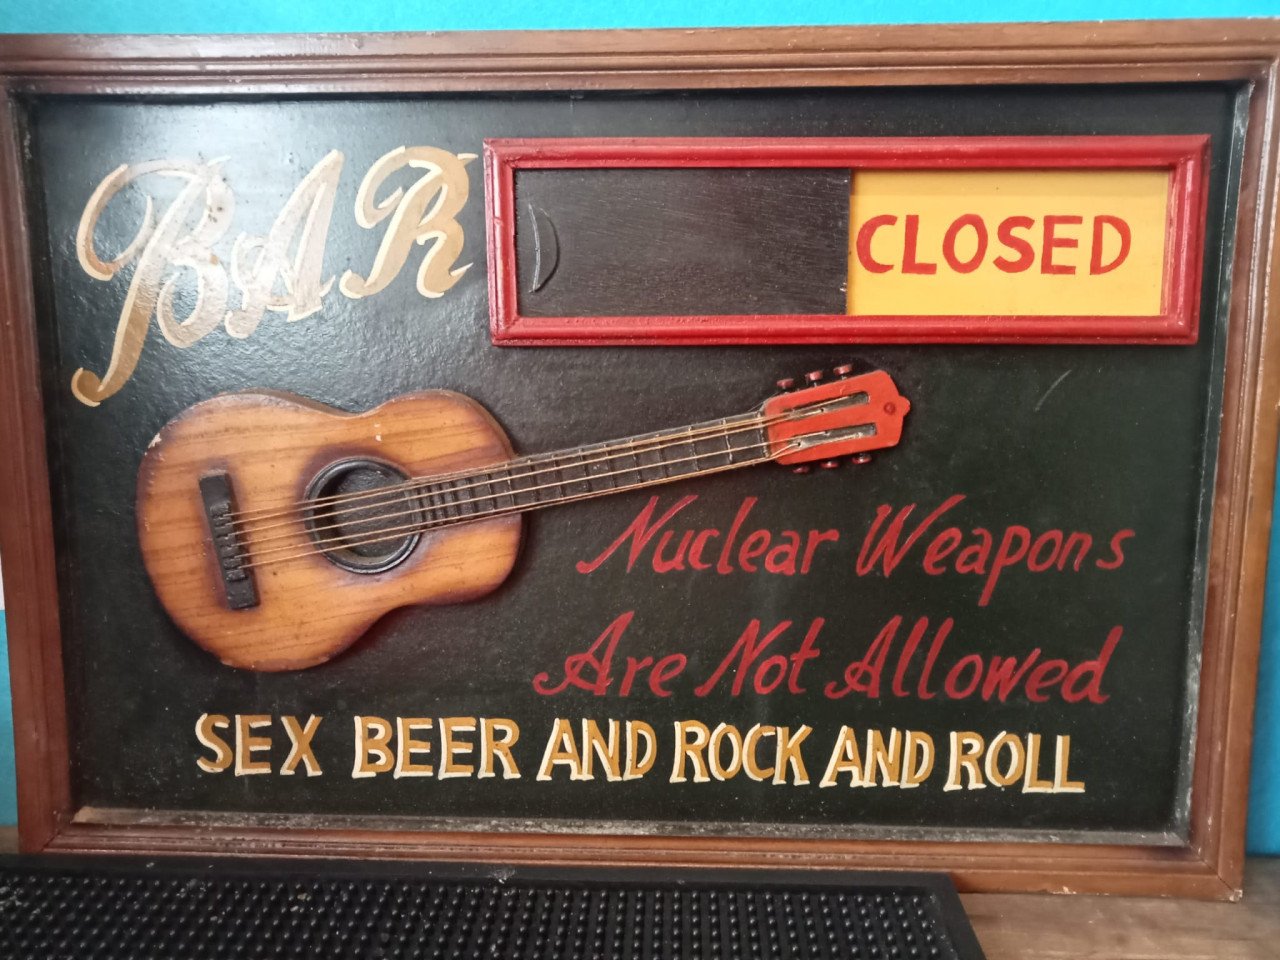 BAR
CLOSED
Nuclear Weapons
Are Not Allowed
SEX BEER AND ROCK AND ROLL